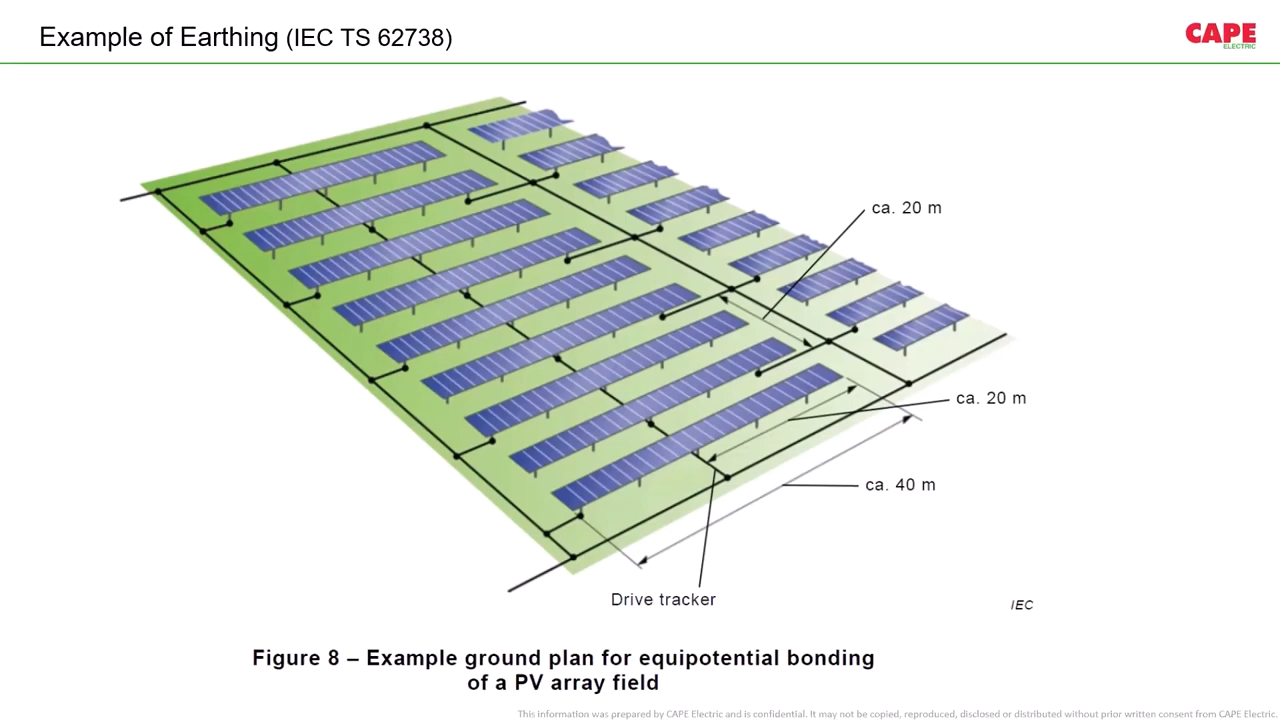 Example of Earthing (IEC TS 62738)
CAPE
ELECTRIC
ca. 20 m
ca. 20 m
ca. 40 m
Drive tracker
IEC
Figure 8 – Example ground plan for equipotential bonding
of a PV array field
This information was prepared by CAPE Electric and is confidential. It may not be copied, reproduced, disclosed or distributed without prior written consent from CAPE Electric.